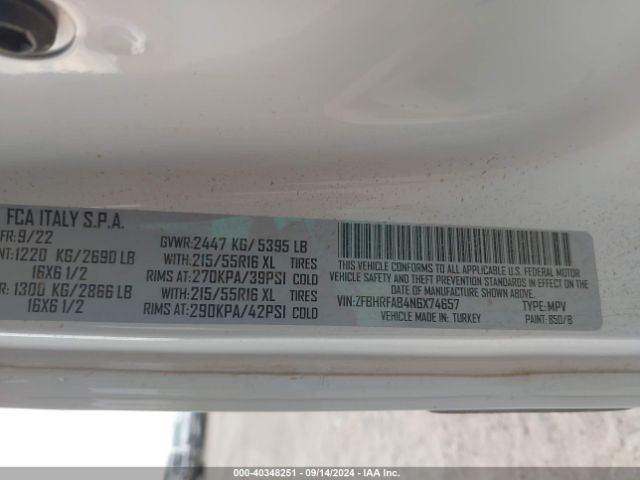 FCA ITALY S.P.A.
FR: 9/22
GVWR: 2447 KG/ 5395 LB
NT: 1220 KG/2690 LB
WITH: 215/55R16 XL TIRES
16X6 1/2
RIMS AT: 270KPA/39PSI COLD
R: 1300 KG/2866 LB
WITH: 215/55R16 XL TIRES
16X6 1/2
RIMS AT: 290KPA/42PSI COLD
THIS VEHICLE CONFORMS TO ALL APPLICABLE U.S. FEDERAL MOTOR
VEHICLE SAFETY AND THEFT PREVENTION STANDARDS IN EFFECT
ON THE DATE OF MANUFACTURE SHOWN
ABOVE.
VIN: ZFBHRFAB4N6X74657 TYPE: MPV
VEHICLE MADE IN: TURKEY PAINT: 850/B
000-40348251 - 09/14/2024 - IAA Inc.